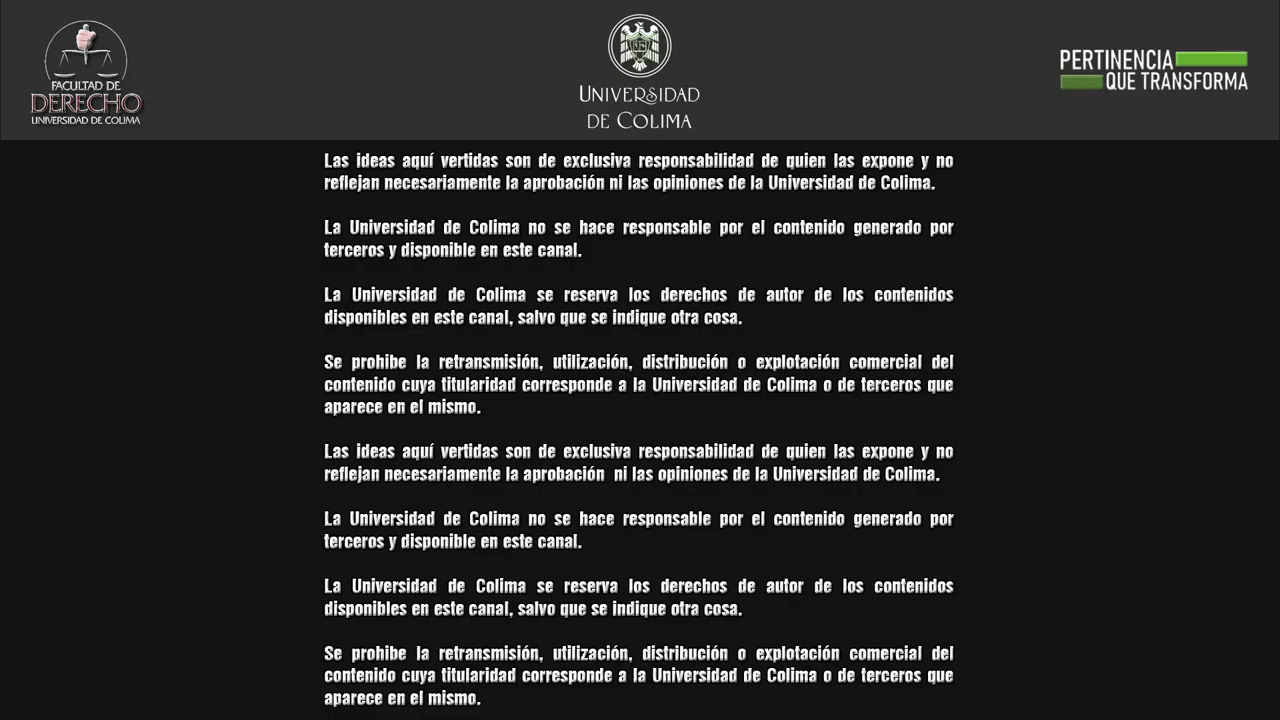 FACULTAD DE
DERECHO
UNIVERSIDAD DE COLIMA
UNIVERSIDAD
DE COLIMA
PERTINENCIA
QUE TRANSFORMA
Las ideas aquí vertidas son de exclusiva responsabilidad de quien las expone y no
reflejan necesariamente la aprobación ni las opiniones de la Universidad de Colima.
La Universidad de Colima no se hace responsable por el contenido generado por
terceros y disponible en este canal.
La Universidad de Colima se reserva los derechos de autor de los contenidos
disponibles en este canal, salvo que se indique otra cosa.
Se prohibe la retransmisión, utilización, distribución o explotación comercial del
contenido cuya titularidad corresponde a la Universidad de Colima o de terceros que
aparece en el mismo.
Las ideas aquí vertidas son de exclusiva responsabilidad de quien las expone y no
reflejan necesariamente la aprobación ni las opiniones de la Universidad de Colima.
La Universidad de Colima no se hace responsable por el contenido generado por
terceros y disponible en este canal.
La Universidad de Colima se reserva los derechos de autor de los contenidos
disponibles en este canal, salvo que se indique otra cosa.
Se prohibe la retransmisión, utilización, distribución o explotación comercial del
contenido cuya titularidad corresponde a la Universidad de Colima o de terceros que
aparece en el mismo.